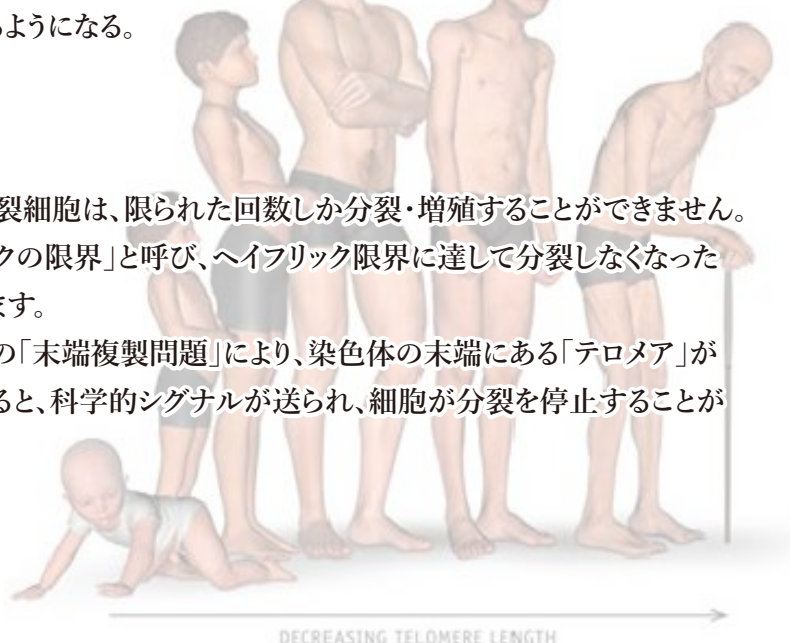 ようになる。
裂細胞は、限られた回数しか分裂・増殖することができません。
クの限界」と呼び、ヘイフリック限界に達して分裂しなくなった
ます。
の「末端複製問題」により、染色体の末端にある「テロメア」が
ると、科学的シグナルが送られ、細胞が分裂を停止することが
DECREASING TELOMERE LENGTH